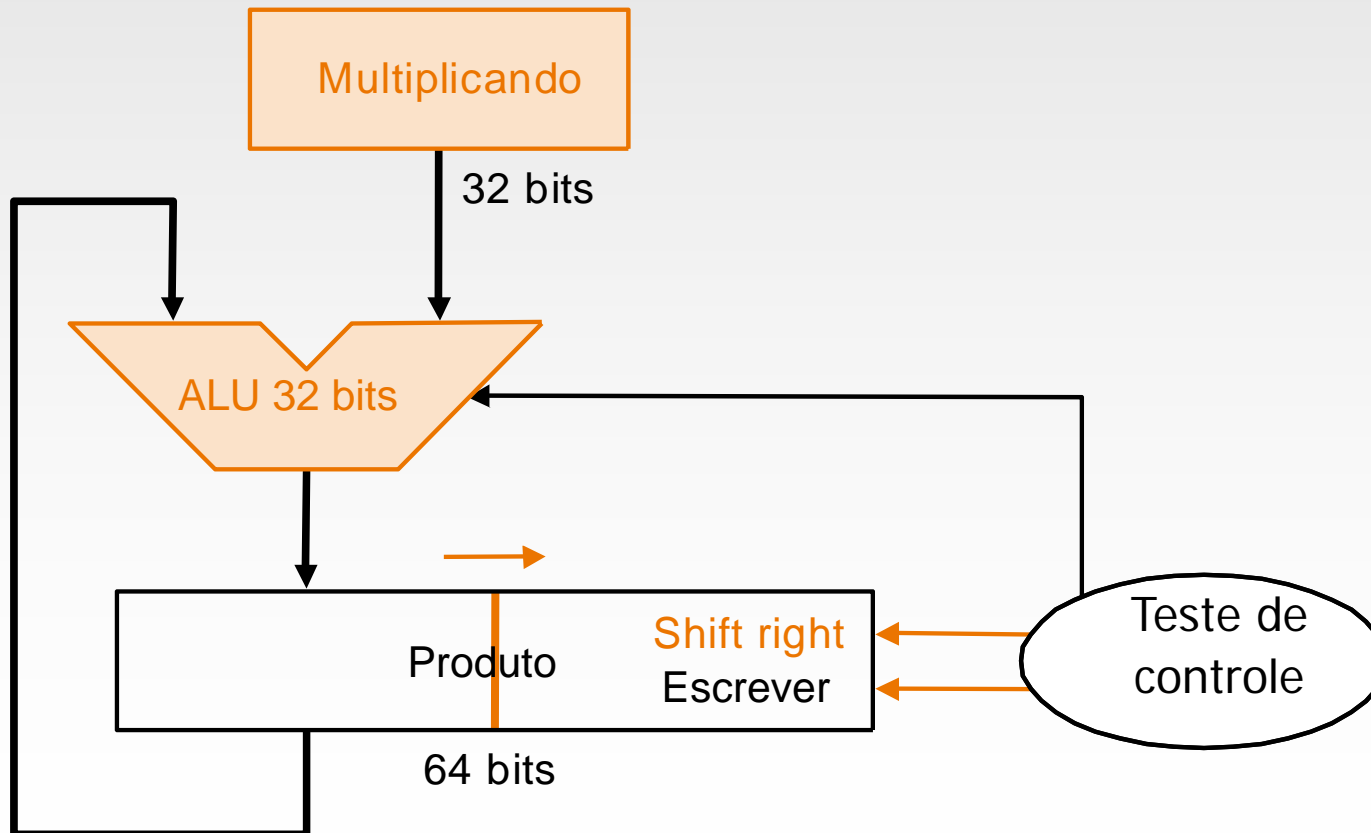 Multiplicando
32 bits
ALU 32 bits
Shift right
Produto
Escrever
64 bits
Teste de
controle